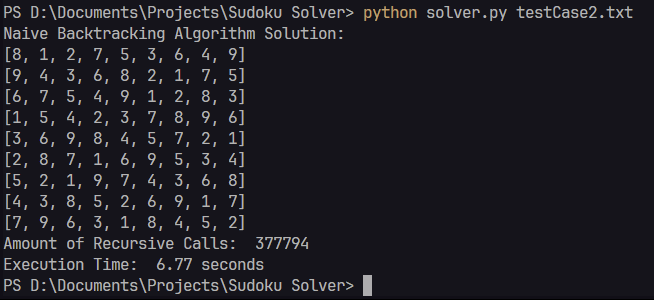 PS D:\Documents\Projects\Sudoku Solver> python solver.py testCase2.txt
Naive Backtracking Algorithm Solution:
[8, 1, 2, 7, 5, 3, 6, 4, 9]
[9, 4, 3, 6, 8, 2, 1, 7, 5]
[6, 7, 5, 4, 9, 1, 2, 8, 3]
[1, 5, 4, 2, 3, 7, 8, 9, 6]
[3, 6, 9, 8, 4, 5, 7, 2, 1]
[2, 8, 7, 1, 6, 9, 5, 3, 4]
[5, 2, 1, 9, 7, 4, 3, 6, 8]
[4, 3, 8, 5, 2, 6, 9, 1, 7]
[7, 9, 6, 3, 1, 8, 4, 5, 2]
Amount of Recursive Calls:  377794
Execution Time:  6.77 seconds
PS D:\Documents\Projects\Sudoku Solver>